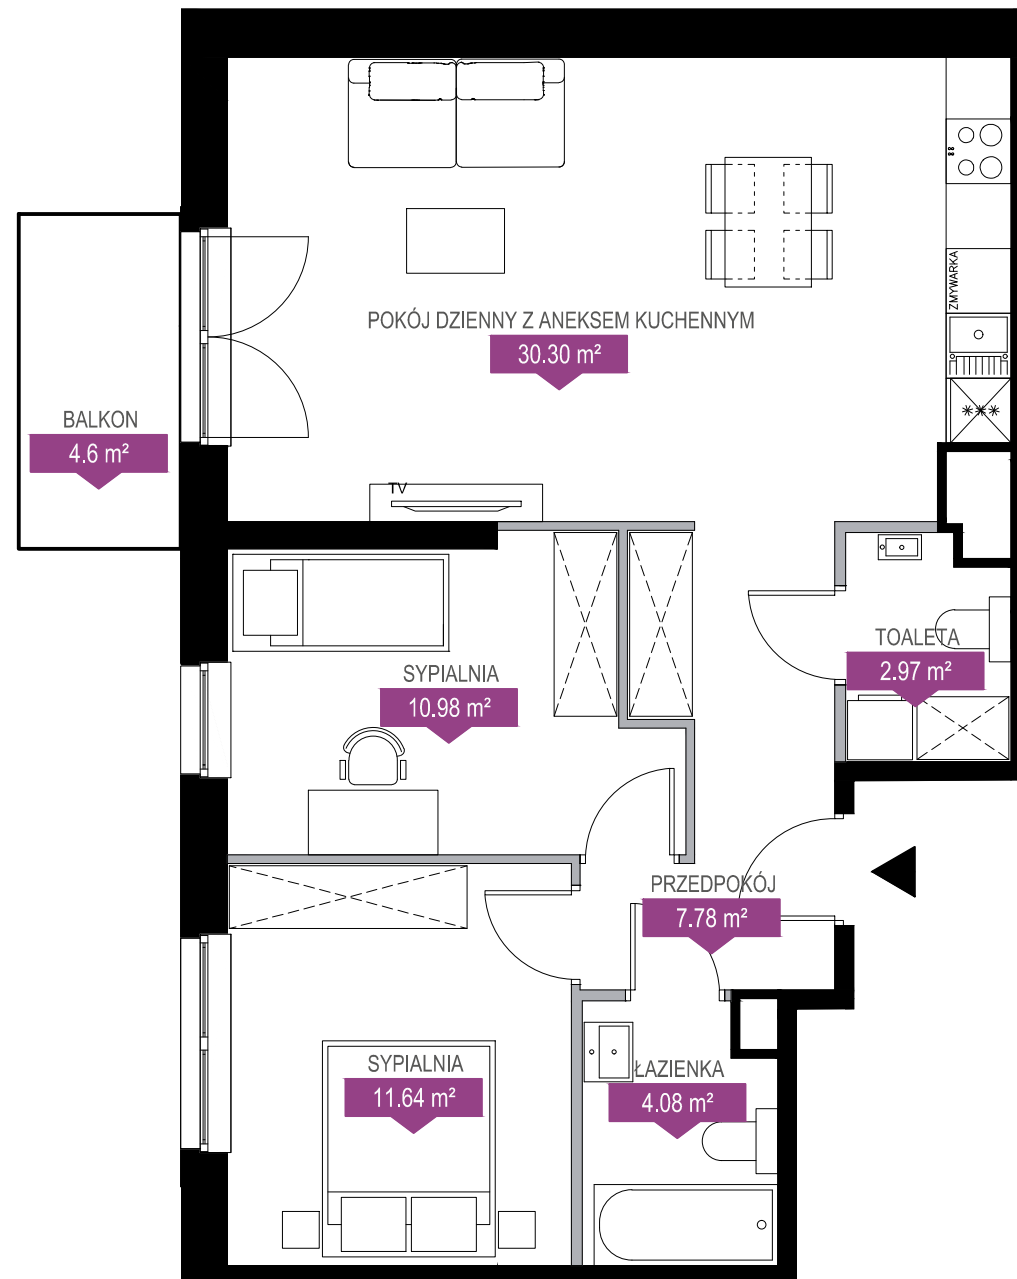 ZMYWARKA
POKÓJ DZIENNY Z ANEKSEM KUCHENNYM
30.30 m²
BALKON
4.6 m²
TV
TOALETA
2.97 m²
SYPIALNIA
10.98 m²
PRZEDPOKÓJ
7.78 m²
SYPIALNIA
11.64 m²
ŁAZIENKA
4.08 m²